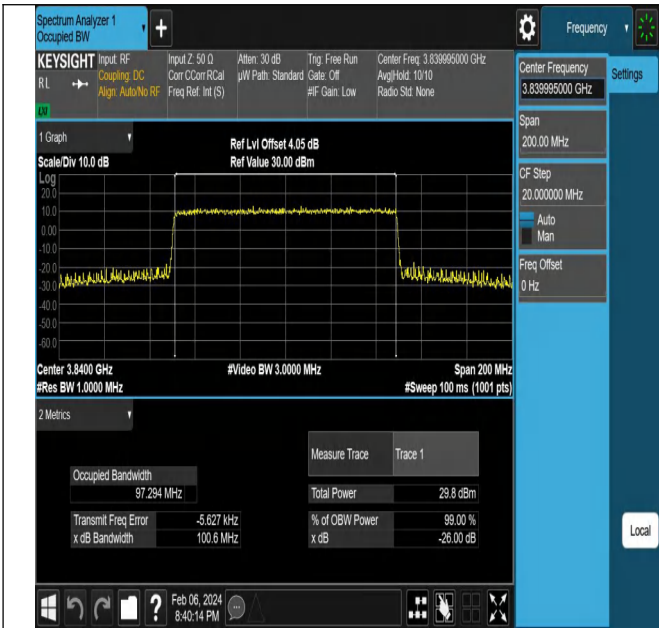 Spectrum Analyzer 1
Occupied BW
Frequency
KEYSIGHT
RL
LXI
Input: RF
Coupling: DC
Align: Auto/No RF
Input Z: 50 Ω
Corr CCorr RCal
Freq Ref: Int (S)
Atten: 30 dB
µW Path: Standard
Trig: Free Run
Gate: Off
#IF Gain: Low
Center Freq: 3.839995000 GHz
Avg|Hold: 10/10
Radio Std: None
Center Frequency
3.839995000 GHz
Settings
Span
200.00 MHz
CF Step
20.000000 MHz
Auto
Man
Freq Offset
0 Hz
Local
1 Graph
Scale/Div 10.0 dB
Ref Lvl Offset 4.05 dB
Ref Value 30.00 dBm
Log
20.0
10.0
0.00
-10.0
-20.0
-30.0
-40.0
-50.0
-60.0
Center 3.8400 GHz
#Video BW 3.0000 MHz
Span 200 MHz
#Res BW 1.0000 MHz
#Sweep 100 ms (1001 pts)
2 Metrics
Measure Trace
Trace 1
Occupied Bandwidth
97.294 MHz
Total Power
29.8 dBm
Transmit Freq Error
-5.627 kHz
% of OBW Power
99.00 %
x dB Bandwidth
100.6 MHz
x dB
-26.00 dB
?
Feb 06, 2024
8:40:14 PM